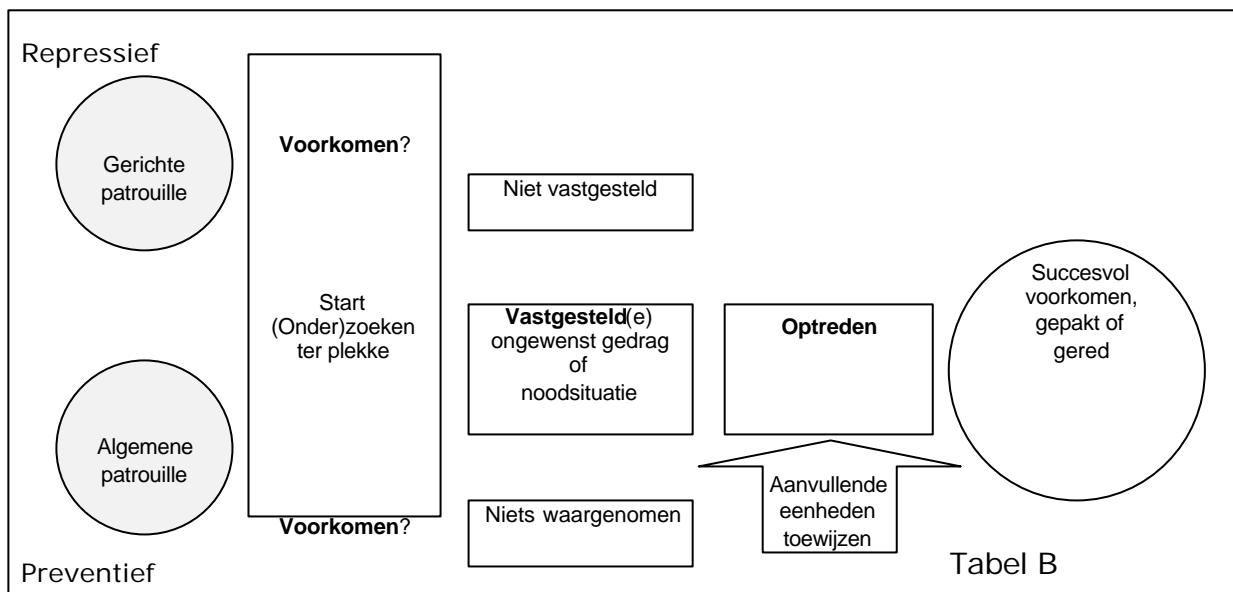 Repressief
Gerichte
patrouille
Voorkomen?
Niet vastgesteld
Start
(Onder)zoeken
ter plekke
Vastgesteld(e)
ongewenst gedrag
of
noodsituatie
Optreden
Succesvol
voorkomen,
gepakt of
gered
Algemene
patrouille
Voorkomen?
Niets waargenomen
Aanvullende
eenheden
toewijzen
Preventief
Tabel B